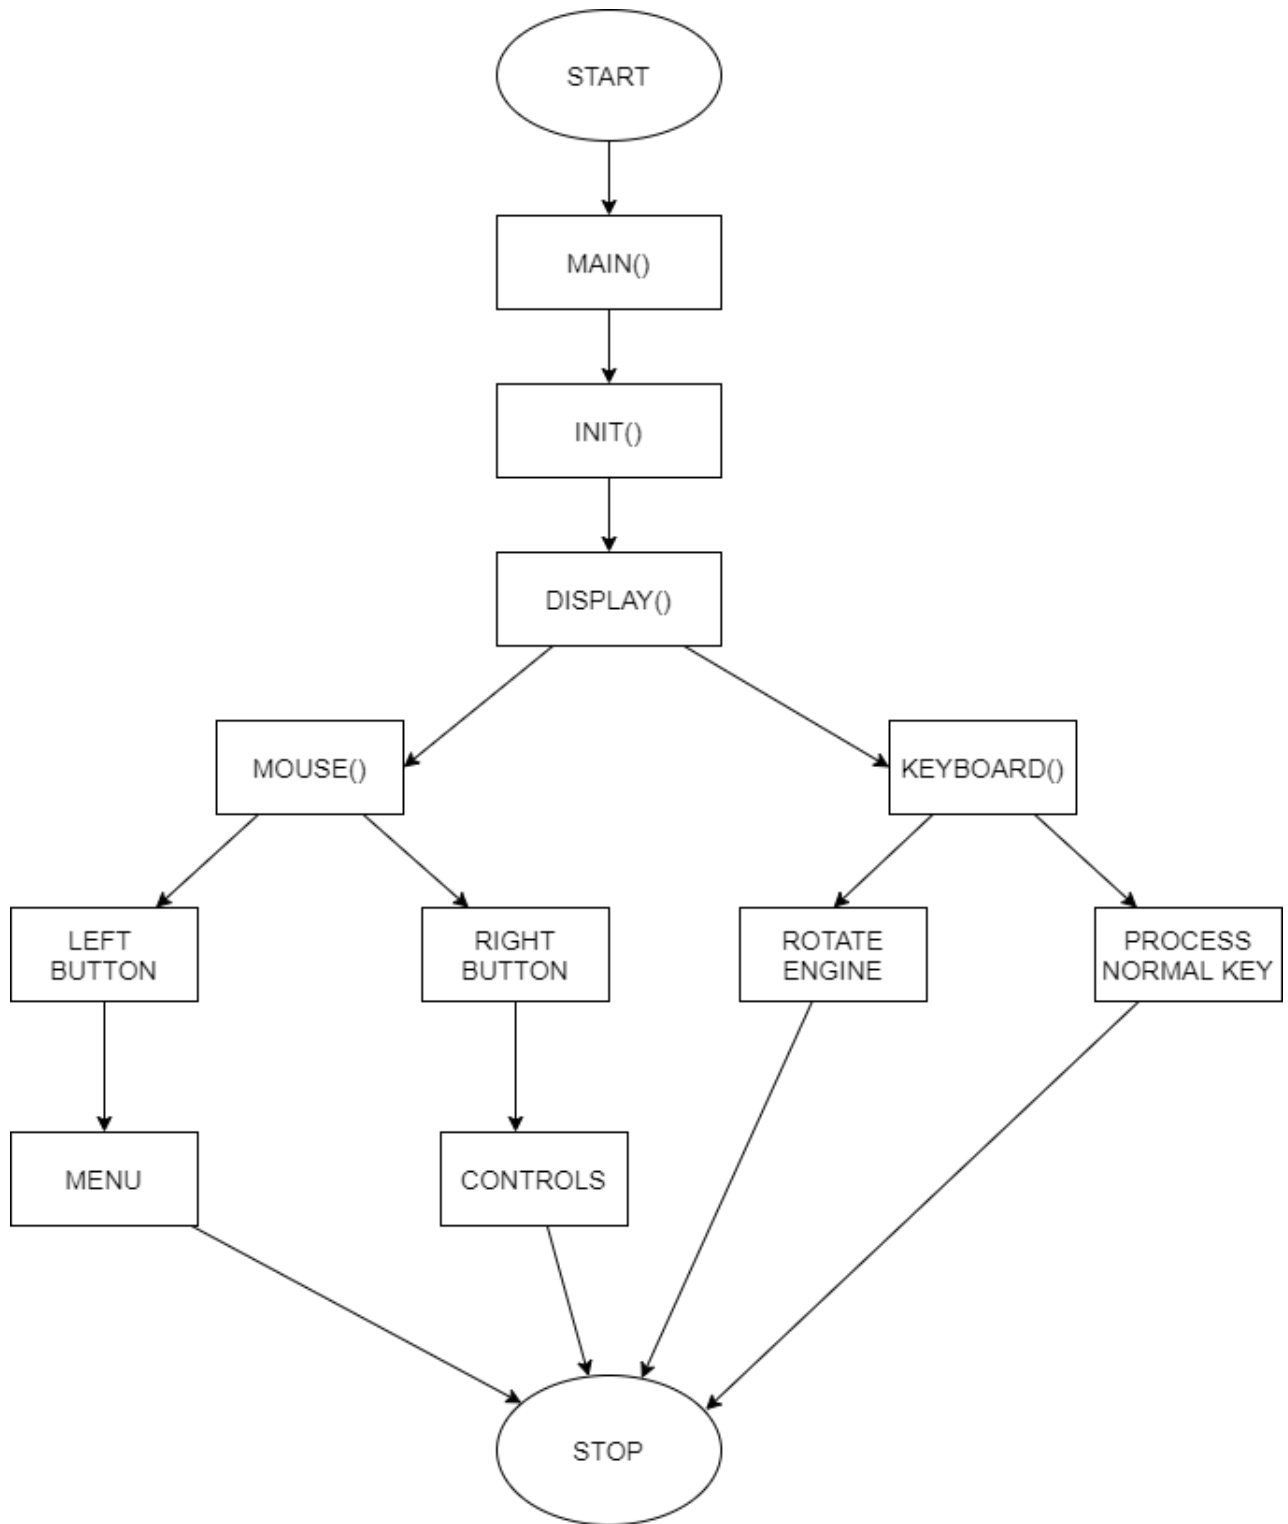 START
MAIN()
INIT()
DISPLAY()
MOUSE()
KEYBOARD()
LEFT
BUTTON
RIGHT
BUTTON
ROTATE
ENGINE
PROCESS
NORMAL KEY
MENU
CONTROLS
STOP